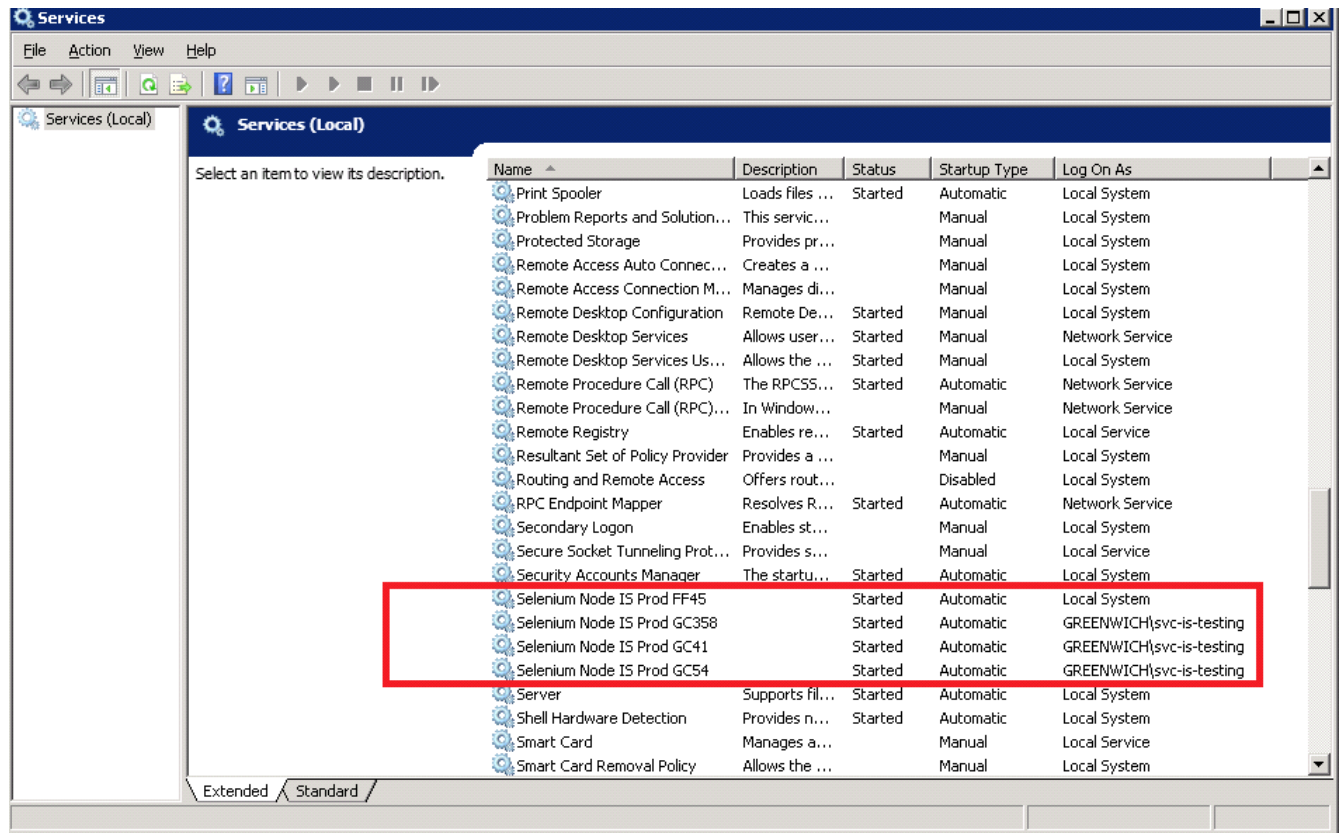 Services
File Action View Help
Services (Local)
Services (Local)
Select an item to view its description.
Name Description Status Startup Type Log On As
Print Spooler Loads files ... Started Automatic Local System
Problem Reports and Solution... This servic... Manual Local System
Protected Storage Provides pr... Manual Local System
Remote Access Auto Connec... Creates a ... Manual Local System
Remote Access Connection M... Manages di... Manual Local System
Remote Desktop Configuration Remote De... Started Manual Local System
Remote Desktop Services Allows user... Started Manual Network Service
Remote Desktop Services Us... Allows the ... Started Manual Local System
Remote Procedure Call (RPC) The RPCSS... Started Automatic Network Service
Remote Procedure Call (RPC)... In Window... Manual Network Service
Remote Registry Enables re... Started Automatic Local Service
Resultant Set of Policy Provider Provides a ... Manual Local System
Routing and Remote Access Offers rout... Disabled Local System
RPC Endpoint Mapper Resolves R... Started Automatic Network Service
Secondary Logon Enables st... Manual Local System
Secure Socket Tunneling Prot... Provides s... Manual Local Service
Security Accounts Manager The startu... Started Automatic Local System
Selenium Node IS Prod FF45 Started Automatic Local System
Selenium Node IS Prod GC358 Started Automatic GREENWICH\svc-is-testing
Selenium Node IS Prod GC41 Started Automatic GREENWICH\svc-is-testing
Selenium Node IS Prod GC54 Started Automatic GREENWICH\svc-is-testing
Server Supports fil... Started Automatic Local System
Shell Hardware Detection Provides n... Started Automatic Local System
Smart Card Manages a... Manual Local Service
Smart Card Removal Policy Allows the ... Manual Local System
Extended Standard